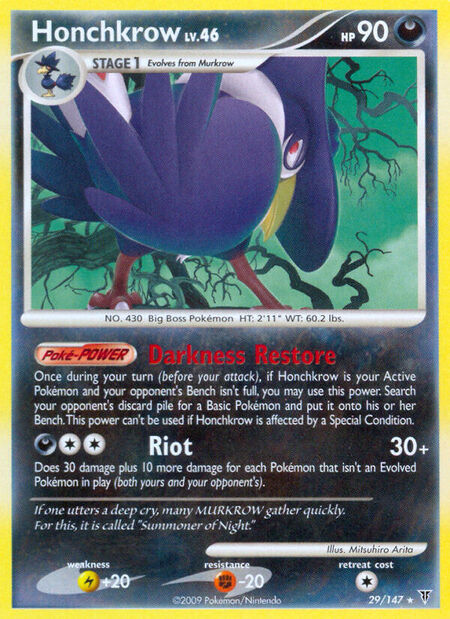 Honchkrow LV.46 HP 90
STAGE 1 Evolves from Murkrow
NO. 430 Big Boss Pokémon HT: 2'11" WT: 60.2 lbs.
Poké-POWER Darkness Restore
Once during your turn (before your attack), if Honchkrow is your Active
Pokémon and your opponent's Bench isn't full, you may use this power. Search
your opponent's discard pile for a Basic Pokémon and put it onto his or her
Bench. This power can't be used if Honchkrow is affected by a Special Condition.
Riot 30+
Does 30 damage plus 10 more damage for each Pokémon that isn't an Evolved
Pokémon in play (both yours and your opponent's).
If one utters a deep cry, many MURKROW gather quickly.
For this, it is called "Summoner of Night."
Illus. Mitsuhiro Arita
weakness resistance retreat cost
+20 -20
©2009 Pokémon/Nintendo 29/147 ★